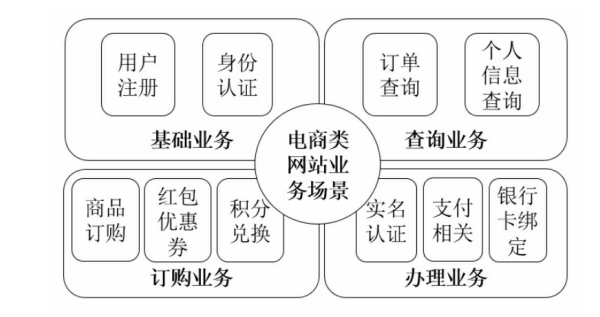 用户
注册
身份
认证
基础业务
订单
查询
个人
信息
查询
查询业务
电商类
网站业
务场景
商品
订购
红包
优惠
券
积分
兑换
订购业务
实名
认证
支付
相关
银行
卡绑
定
办理业务